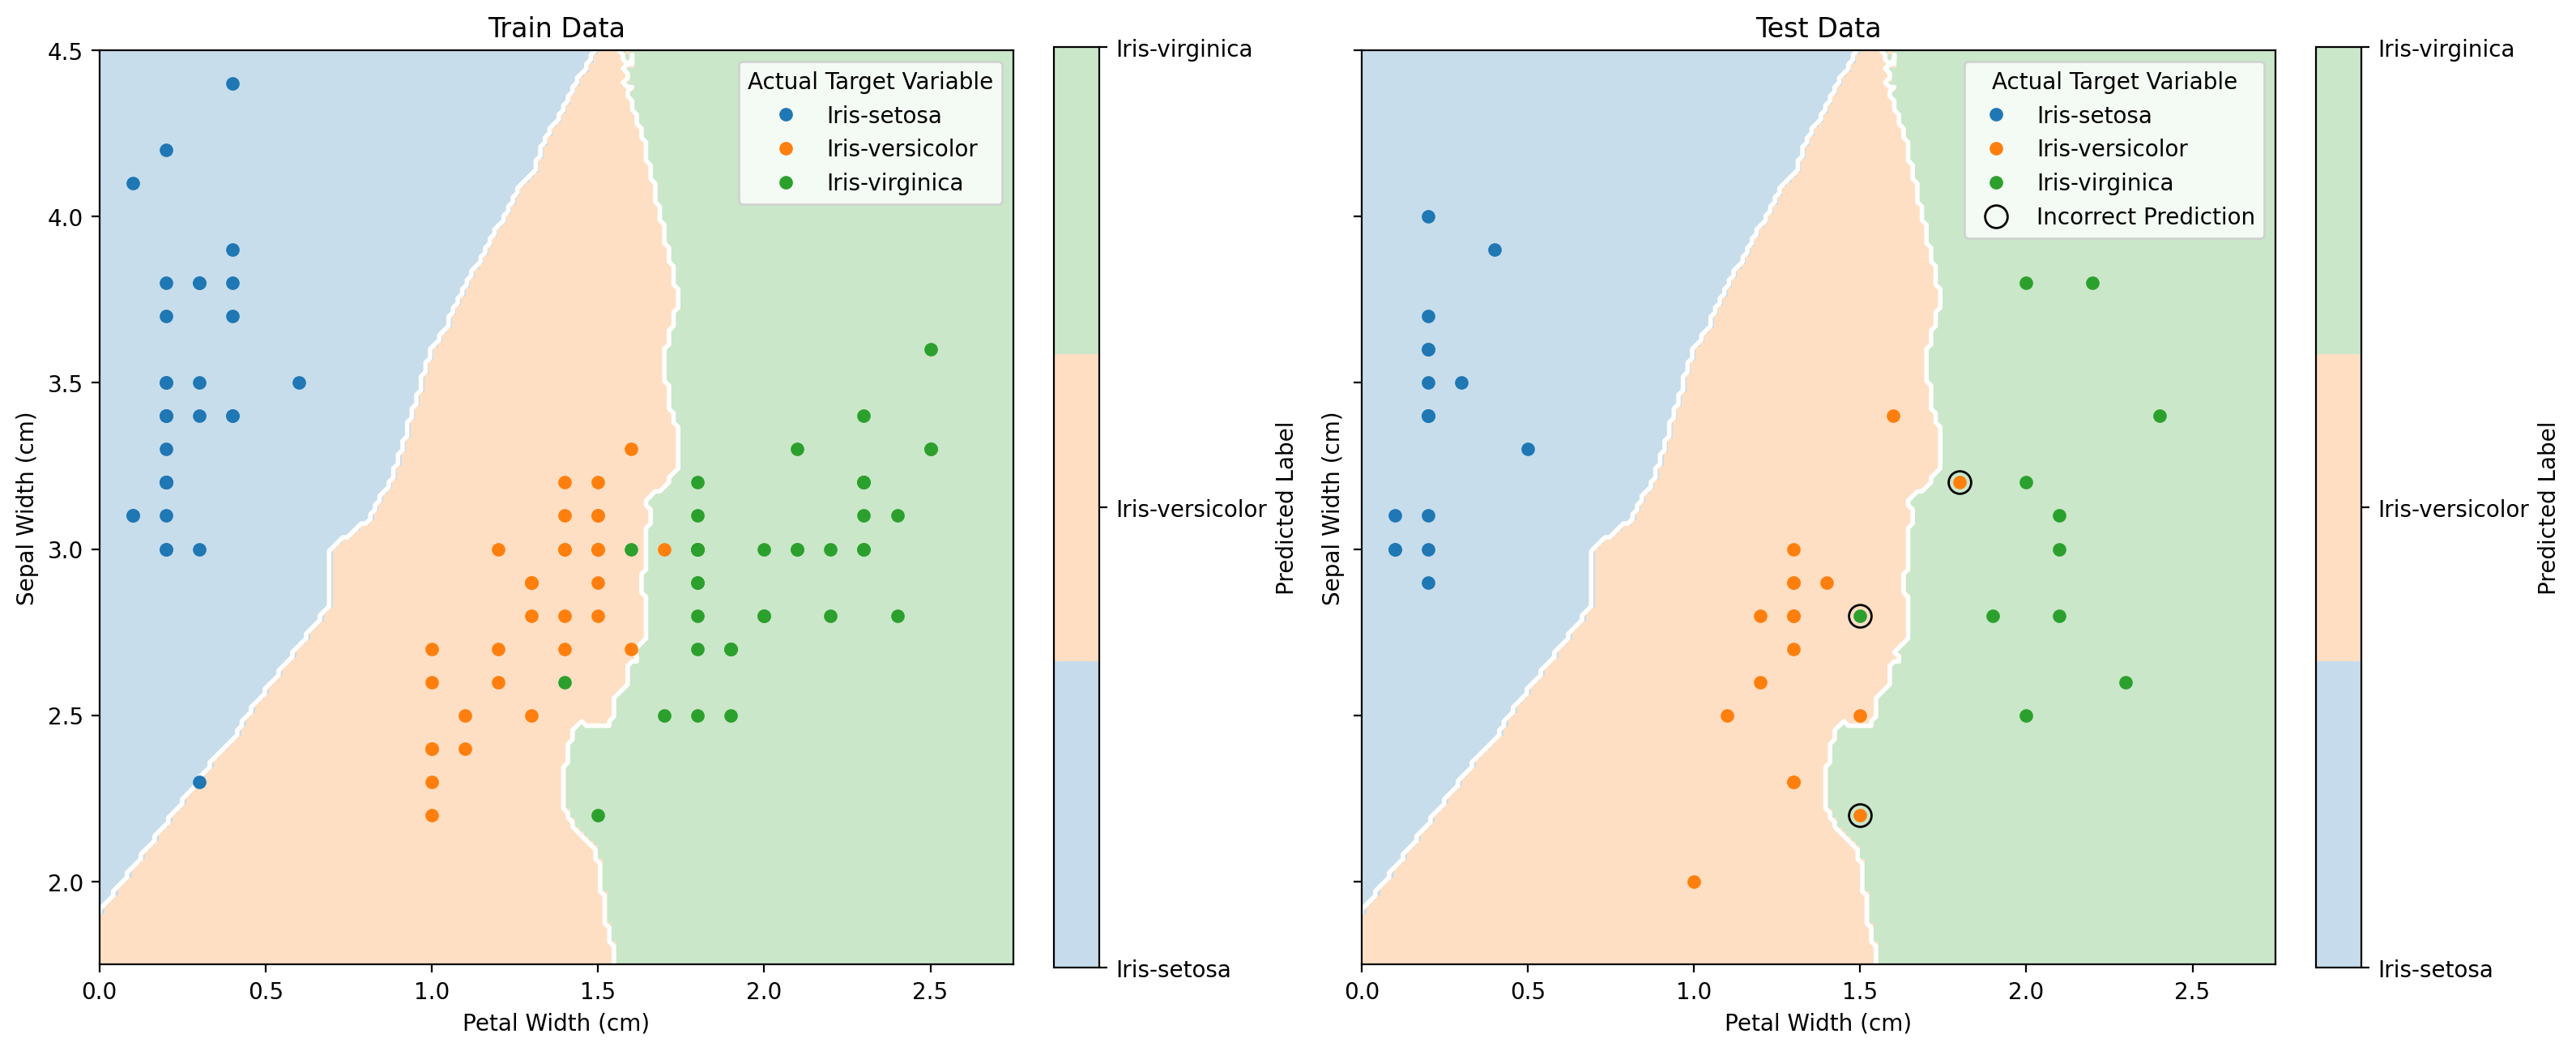 Train Data
4.5
4.0
3.5
3.0
2.5
2.0
Sepal Width (cm)
0.0
0.5
1.0
1.5
2.0
2.5
Petal Width (cm)
Actual Target Variable
Iris-setosa
Iris-versicolor
Iris-virginica
Iris-virginica
Iris-versicolor
Iris-setosa
Predicted Label
Test Data
Sepal Width (cm)
0.0
0.5
1.0
1.5
2.0
2.5
Petal Width (cm)
Actual Target Variable
Iris-setosa
Iris-versicolor
Iris-virginica
Incorrect Prediction
Iris-virginica
Iris-versicolor
Iris-setosa
Predicted Label